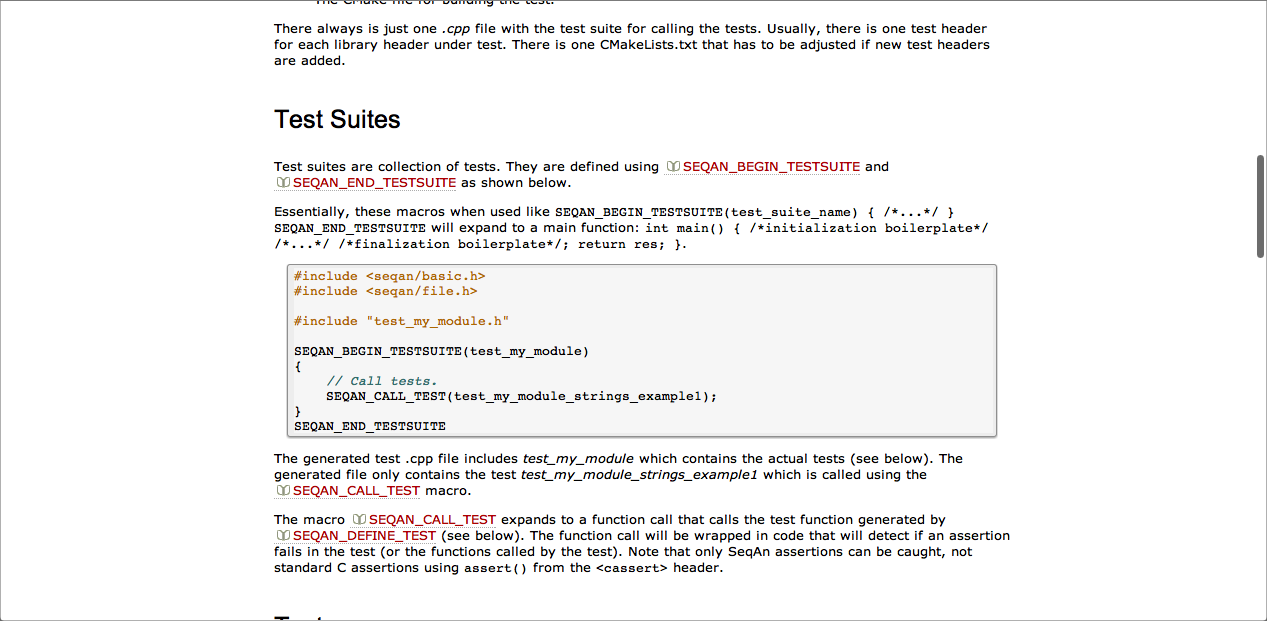 The CMake file for building the test.
There always is just one .cpp file with the test suite for calling the tests. Usually, there is one test header
for each library header under test. There is one CMakeLists.txt that has to be adjusted if new test headers
are added.
Test Suites
Test suites are collection of tests. They are defined using SEQAN_BEGIN_TESTSUITE and
SEQAN_END_TESTSUITE as shown below.
Essentially, these macros when used like SEQAN_BEGIN_TESTSUITE(test_suite_name) { /*...*/ }
SEQAN_END_TESTSUITE will expand to a main function: int main() { /*initialization boilerplate*/
/*...*/ /*finalization boilerplate*/; return res; }.
#include <seqan/basic.h>
#include <seqan/file.h>
#include "test_my_module.h"
SEQAN_BEGIN_TESTSUITE(test_my_module)
{
// Call tests.
SEQAN_CALL_TEST(test_my_module_strings_example1);
}
SEQAN_END_TESTSUITE
The generated test .cpp file includes test_my_module which contains the actual tests (see below). The
generated file only contains the test test_my_module_strings_example1 which is called using the
SEQAN_CALL_TEST macro.
The macro SEQAN_CALL_TEST expands to a function call that calls the test function generated by
SEQAN_DEFINE_TEST (see below). The function call will be wrapped in code that will detect if an assertion
fails in the test (or the functions called by the test). Note that only SeqAn assertions can be caught, not
standard C assertions using assert() from the <cassert> header.